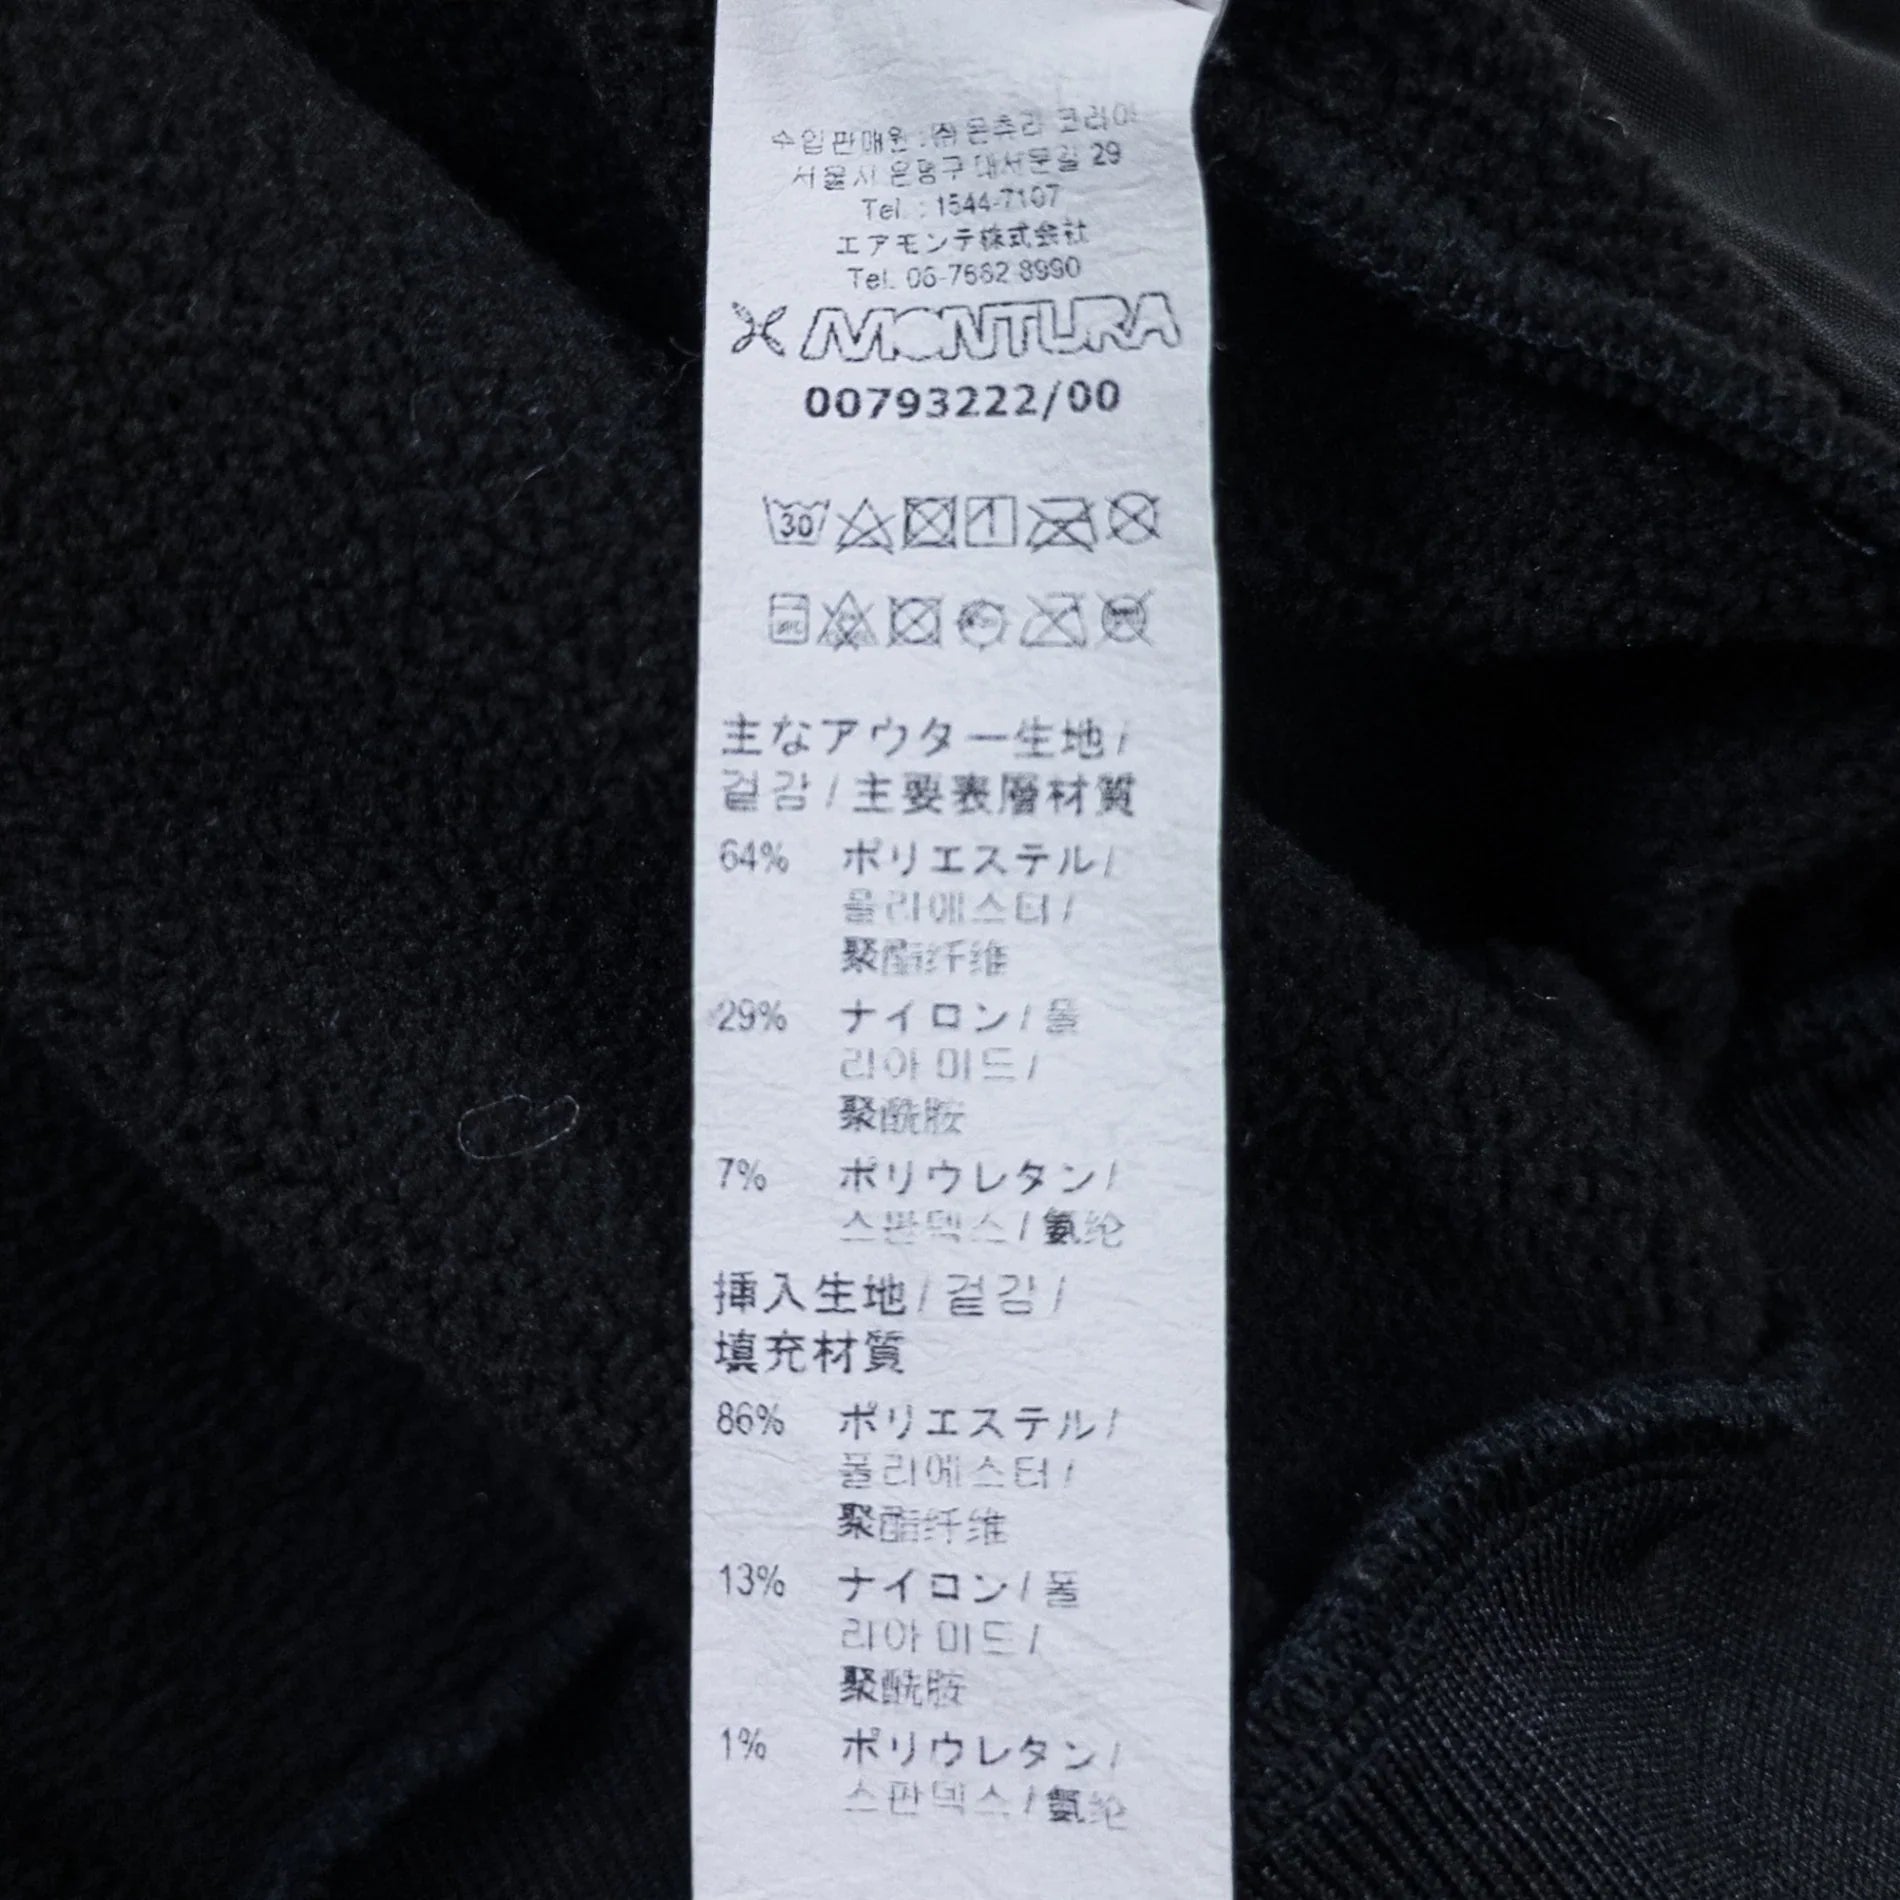 수입판매원 : ㈜몬츄라 코리아
서울시 은평구 대서문길 29
Tel. : 1544-7107
エアモンテ株式会社
Tel. 06-7662 8990
MONTURA
00793222/00
30
1
主なアウター生地/
겉감/主要表層材質
64% ポリエステル/
폴리에스터/
聚酯纤维
29% ナイロン/폴
리아미드/
聚酰胺
7% ポリウレタン/
스판덱스/氨纶
挿入生地/겉감/
填充材質
86% ポリエステル/
폴리에스터/
聚酯纤维
13% ナイロン/폴
리아미드/
聚酰胺
1% ポリウレタン/
스판덱스/氨纶